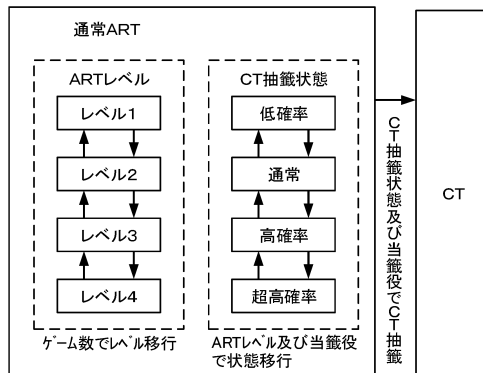 通常ART
ARTレベル
レベル1
レベル2
レベル3
レベル4
ゲーム数でレベル移行
CT抽籤状態
低確率
通常
高確率
超高確率
ARTレベル及び当籤役
で状態移行
CT抽籤状態及び当籤役でCT抽籤
CT